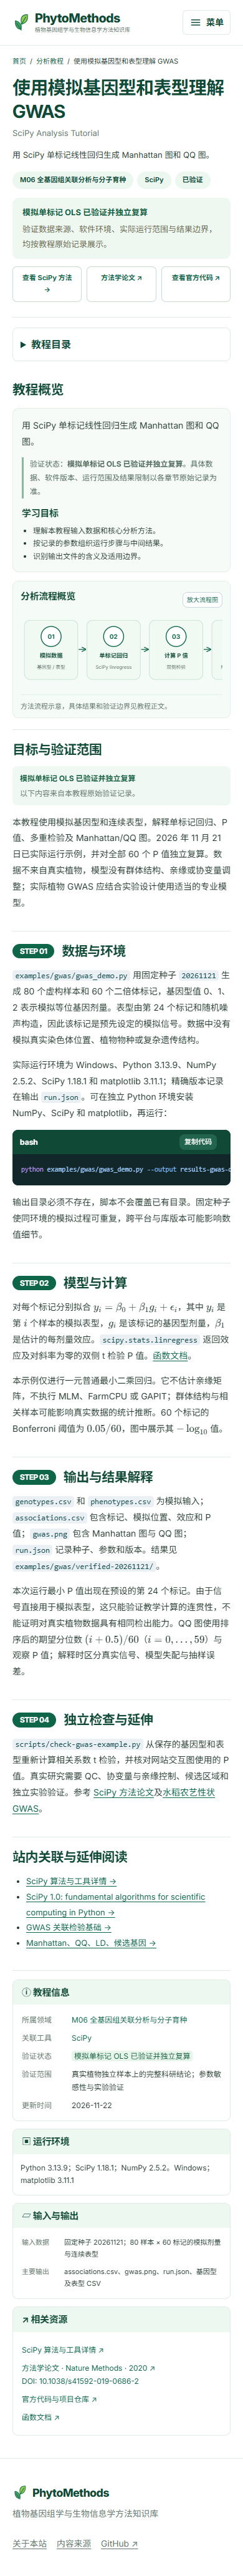 PhytoMethods
植物基因组学与生物信息学方法知识库
菜单
首页 / 分析教程 / 使用模拟基因型和表型理解 GWAS
使用模拟基因型和表型理解
GWAS
SciPy Analysis Tutorial
用 SciPy 单标记线性回归生成 Manhattan 图和 QQ 图。
M06 全基因组关联分析与分子育种
SciPy
已验证
模拟单标记 OLS 已验证并独立复算
验证数据来源、软件环境、实际运行范围与结果边界，
均按教程原始记录展示。
查看 SciPy 方法
→
方法学论文 ↗
查看官方代码 ↗
▶ 教程目录
教程概览
用 SciPy 单标记线性回归生成 Manhattan 图和 QQ
图。
验证状态：模拟单标记 OLS 已验证并独立复算。具体数
据、软件版本、运行范围及结果限制以各章节原始记录为
准。
学习目标
• 理解本教程输入数据和核心分析方法。
• 按记录的参数组织运行步骤与中间结果。
• 识别输出文件的含义及适用边界。
分析流程概览
放大流程图
01
模拟数据
基因型 / 表型
02
单标记回归
SciPy linregress
03
计算 P 值
方法流程示意，具体结果和验证边界见教程正文。
目标与验证范围
模拟单标记 OLS 已验证并独立复算
以下内容来自本教程原始验证记录。
本教程使用模拟基因型和连续表型，解释单标记回归、P
值、多重检验及 Manhattan/QQ 图。2026 年 11 月 21
日已实际运行示例，并对全部 60 个 P 值独立复算。数
据不来自真实植物，模型没有群体结构、亲缘或协变量调
整；实际植物 GWAS 应结合实验设计使用适当的专业模
型。
STEP 01 数据与环境
examples/gwas/gwas_demo.py 用固定种子 20261121 生
成 80 个虚构样本和 60 个二倍体标记，基因型值 0、1、
2 表示模拟等位基因剂量。表型由第 24 个标记和随机噪
声构造，因此该标记是预先设定的模拟信号。数据中没有
模拟真实染色体位置、植物物种或复杂遗传结构。
实际运行环境为 Windows、Python 3.13.9、NumPy
2.5.2、SciPy 1.18.1 和 matplotlib 3.11.1；精确版本记录
在输出 run.json。可在独立 Python 环境安装
NumPy、SciPy 和 matplotlib，再运行：
bash
复制代码
python examples/gwas/gwas_demo.py --output results-gwas-
输出目录必须不存在，脚本不会覆盖已有目录。固定种子
使同环境的模拟过程可重复，跨平台与库版本可能影响数
值细节。
STEP 02 模型与计算
对每个标记分别拟合 yᵢ = β₀ + β₁gᵢ + ϵᵢ，其中 yᵢ 是
第 i 个样本的模拟表型，gᵢ 是该标记的基因型剂量，β₁
是估计的每剂量效应。scipy.stats.linregress 返回效
应及对斜率为零的双侧 t 检验 P 值。函数文档。
本示例仅进行一元普通最小二乘回归。它不估计亲缘矩
阵，不执行 MLM、FarmCPU 或 GAPIT；群体结构与相
关样本可能影响真实数据的统计推断。60 个标记的
Bonferroni 阈值为 0.05/60，图中展示其 − log₁₀ 值。
STEP 03 输出与结果解释
genotypes.csv 和 phenotypes.csv 为模拟输入；
associations.csv 包含标记、模拟位置、效应和 P
值；gwas.png 包含 Manhattan 图与 QQ 图；
run.json 记录种子、参数和版本。结果见
examples/gwas/verified-20261121/。
本次运行最小 P 值出现在预设的第 24 个标记。由于信
号直接用于模拟表型，这只能验证教学计算的连贯性，不
能证明对真实植物数据具有相同检出能力。QQ 图使用排
序后的期望分位数 (i + 0.5)/60（i = 0, . . . , 59）与
观察 P 值；解释时区分真实信号、模型失配与抽样误
差。
STEP 04 独立检查与延伸
scripts/check-gwas-example.py 从保存的基因型和表
型重新计算相关系数 t 检验，并核对网站交互图使用的 P
值。真实研究需要 QC、协变量与亲缘控制、候选区域和
独立实验验证。参考 SciPy 方法论文及水稻农艺性状
GWAS。
站内关联与延伸阅读
• SciPy 算法与工具详情 →
• SciPy 1.0: fundamental algorithms for scientific
computing in Python →
• GWAS 关联检验基础 →
• Manhattan、QQ、LD、候选基因 →
教程信息
所属领域 M06 全基因组关联分析与分子育种
关联工具 SciPy
验证状态 模拟单标记 OLS 已验证并独立复算
验证范围 真实植物独立样本上的完整科研结论；参数敏
感性与实验验证
更新时间 2026-11-22
运行环境
Python 3.13.9；SciPy 1.18.1；NumPy 2.5.2。Windows；
matplotlib 3.11.1
输入与输出
输入数据 固定种子 20261121；80 样本 × 60 个标记的模拟剂量
与连续表型
主要输出 associations.csv、gwas.png、run.json、基因型
及表型 CSV
↗ 相关资源
SciPy 算法与工具详情 ↗
方法学论文 · Nature Methods · 2020 ↗
DOI: 10.1038/s41592-019-0686-2
官方代码与项目仓库 ↗
函数文档 ↗
PhytoMethods
植物基因组学与生物信息学方法知识库
关于本站 内容来源 GitHub ↗